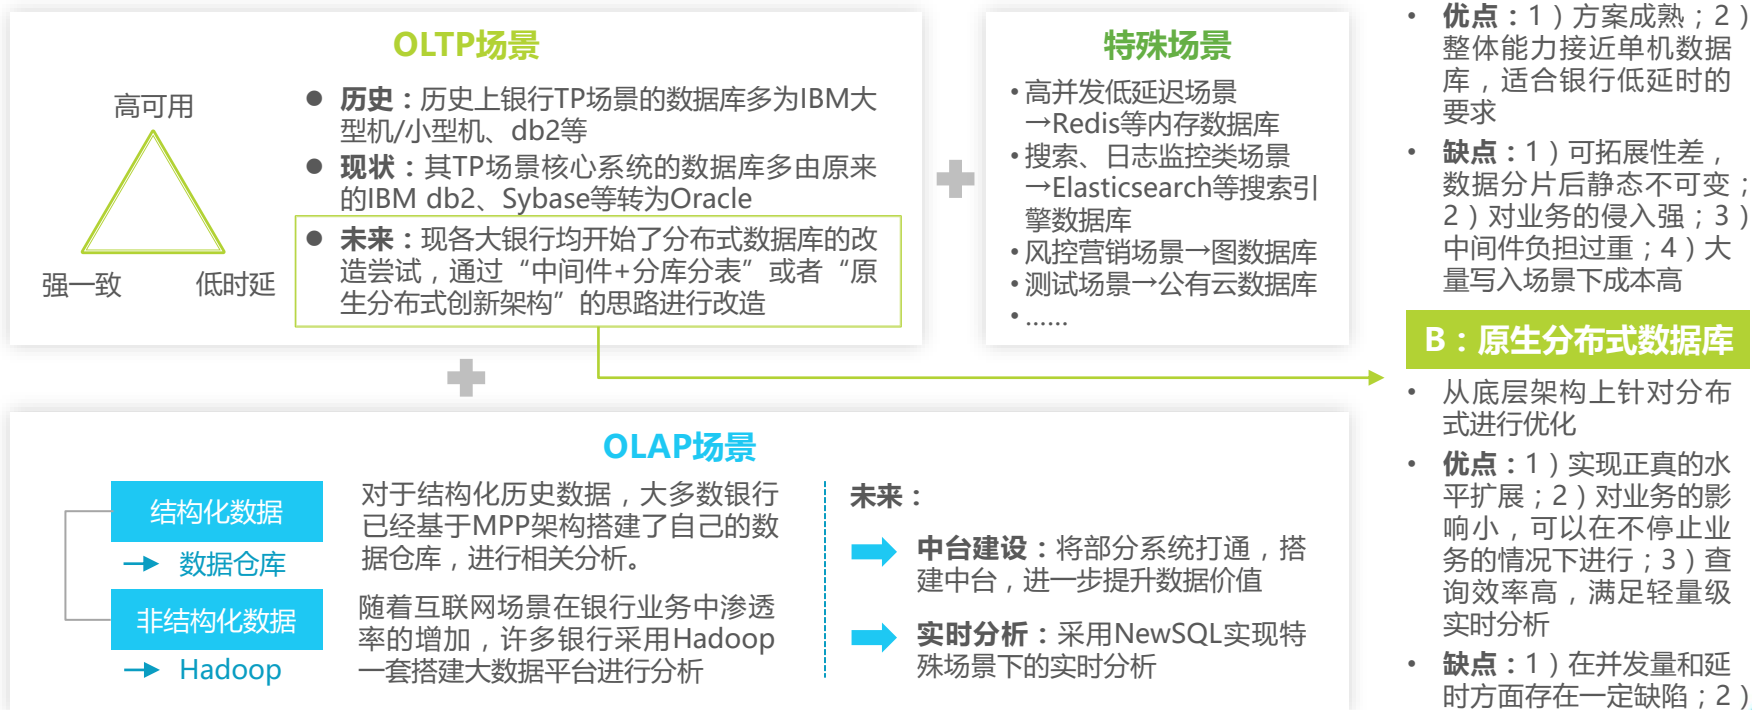 OLTP场景
高可用
强一致
低时延
● 历史：历史上银行TP场景的数据库多为IBM大
型机/小型机、db2等
● 现状：其TP场景核心系统的数据库多由原来
的IBM db2、Sybase等转为Oracle
● 未来：现各大银行均开始了分布式数据库的改
造尝试，通过“中间件+分库分表”或者“原
生分布式创新架构”的思路进行改造
特殊场景
•高并发低延迟场景
→Redis等内存数据库
•搜索、日志监控类场景
→Elasticsearch等搜索引
擎数据库
•风控营销场景→图数据库
•测试场景→公有云数据库
•……
OLAP场景
结构化数据
→ 数据仓库
非结构化数据
→ Hadoop
对于结构化历史数据，大多数银行
已经基于MPP架构搭建了自己的数
据仓库，进行相关分析。
随着互联网场景在银行业务中渗透
率的增加，许多银行采用Hadoop
一套搭建大数据平台进行分析
未来：
中台建设：将部分系统打通，搭
建中台，进一步提升数据价值
实时分析：采用NewSQL实现特
殊场景下的实时分析
• 优点：1）方案成熟；2）
整体能力接近单机数据
库，适合银行低延时的
要求
• 缺点：1）可拓展性差，
数据分片后静态不可变；
2）对业务的侵入强；3）
中间件负担过重；4）大
量写入场景下成本高
B：原生分布式数据库
• 从底层架构上针对分布
式进行优化
• 优点：1）实现正真的水
平扩展；2）对业务的影
响小，可以在不停止业
务的情况下进行；3）查
询效率高，满足轻量级
实时分析
• 缺点：1）在并发量和延
时方面存在一定缺陷；2）